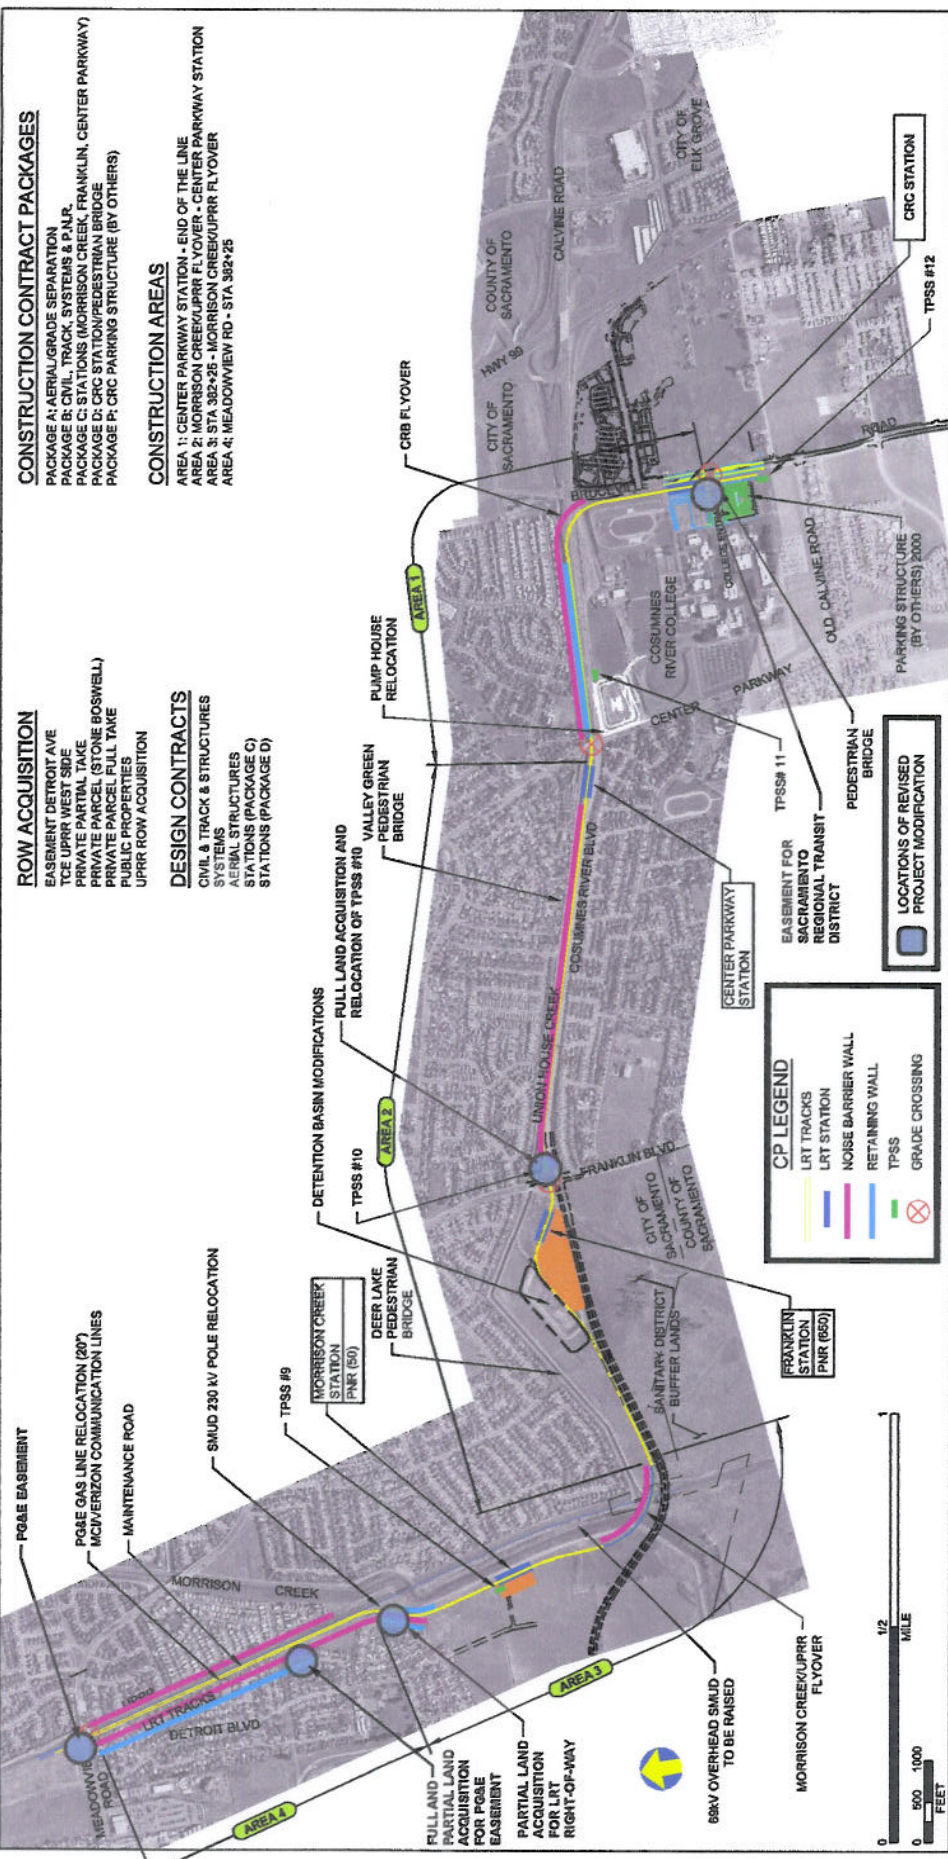 CONSTRUCTION CONTRACT PACKAGES
PACKAGE A: AERIAL/GRADE SEPARATION
PACKAGE B: CIVIL, TRACK, SYSTEMS & P.N.R.
PACKAGE C: STATIONS (MORRISON CREEK, FRANKLIN, CENTER PARKWAY)
PACKAGE D: CRC STATION/PEDESTRIAN BRIDGE
PACKAGE P: CRC PARKING STRUCTURE (BY OTHERS)
CONSTRUCTION AREAS
AREA 1: CENTER PARKWAY STATION - END OF THE LINE
AREA 2: MORRISON CREEK/UPRR FLYOVER - CENTER PARKWAY STATION
AREA 3: STA 382+25 - MORRISON CREEK/UPRR FLYOVER
AREA 4: MEADOWVIEW RD - STA 382+25
ROW ACQUISITION
EASEMENT DETROIT AVE
TCE UPRR WEST SIDE
PRIVATE PARTIAL TAKE
PRIVATE PARCEL (STONE BOSWELL)
PRIVATE PARCEL FULL TAKE
PUBLIC PROPERTIES
UPRR ROW ACQUISITION
DESIGN CONTRACTS
CIVIL & TRACK & STRUCTURES
SYSTEMS
AERIAL STRUCTURES
STATIONS (PACKAGE C)
STATIONS (PACKAGE D)
PG&E EASEMENT
PG&E GAS LINE RELOCATION (20")
MCI/VERIZON COMMUNICATION LINES
MAINTENANCE ROAD
SMUD 230 kV POLE RELOCATION
TPSS #9
MORRISON CREEK
STATION
PNR (50)
DEER LAKE
PEDESTRIAN
BRIDGE
TPSS #10
DETENTION BASIN MODIFICATIONS
FULL LAND ACQUISITION AND
RELOCATION OF TPSS #10
VALLEY GREEN
PEDESTRIAN
BRIDGE
PUMP HOUSE
RELOCATION
CRB FLYOVER
AREA 1
AREA 2
AREA 3
AREA 4
MORRISON
CREEK
UPRR
LRT TRACKS
DETROIT BLVD
MEADOWVIEW
ROAD
UNION HOUSE CREEK
COSUMNES RIVER BLVD
FRANKLIN BLVD
CITY OF
SACRAMENTO
COUNTY OF
SACRAMENTO
SANITARY DISTRICT
BUFFER LANDS
CITY OF
SACRAMENTO
HWY 99
COUNTY OF
SACRAMENTO
CALVINE ROAD
CITY OF
ELK GROVE
BRUCEVILLE
ROAD
COSUMNES
RIVER COLLEGE
CENTER
PARKWAY
OLD CALVINE ROAD
PARKING STRUCTURE
(BY OTHERS) 2000
CRC STATION
TPSS #12
PEDESTRIAN
BRIDGE
TPSS# 11
EASEMENT FOR
SACRAMENTO
REGIONAL TRANSIT
DISTRICT
CENTER PARKWAY
STATION
FRANKLIN
STATION
PNR (650)
FULL AND
PARTIAL LAND
ACQUISITION
FOR PG&E
EASEMENT
PARTIAL LAND
ACQUISITION
FOR LRT
RIGHT-OF-WAY
69kV OVERHEAD SMUD
TO BE RAISED
MORRISON CREEK/UPRR
FLYOVER
CP LEGEND
LRT TRACKS
LRT STATION
NOISE BARRIER WALL
RETAINING WALL
TPSS
GRADE CROSSING
LOCATIONS OF REVISED
PROJECT MODIFICATION
0 1/2 1
MILE
0 500 1000
FEET